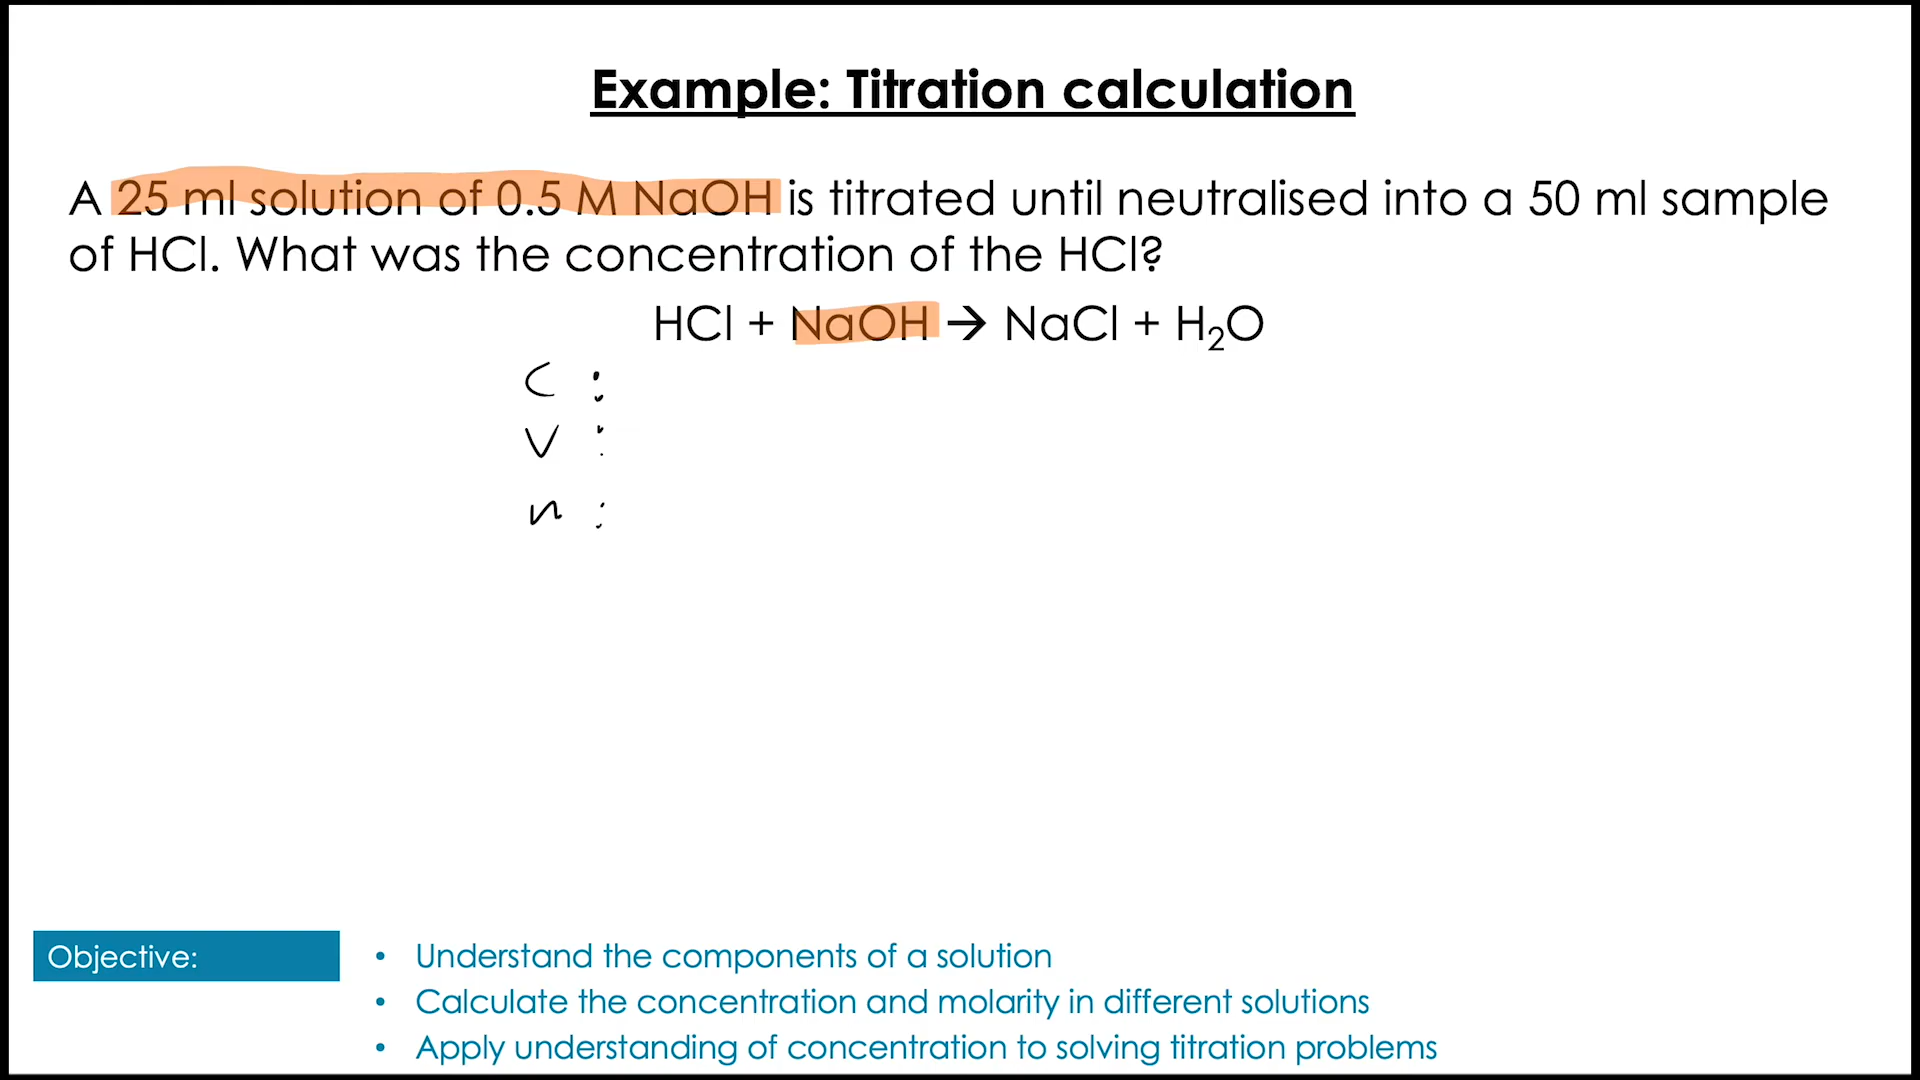 Example: Titration calculation
A 25 ml solution of 0.5 M NaOH is titrated until neutralised into a 50 ml sample
of HCl. What was the concentration of the HCl?
HCl + NaOH → NaCl + H₂O
C :
V :
n :
Objective:
• Understand the components of a solution
• Calculate the concentration and molarity in different solutions
• Apply understanding of concentration to solving titration problems